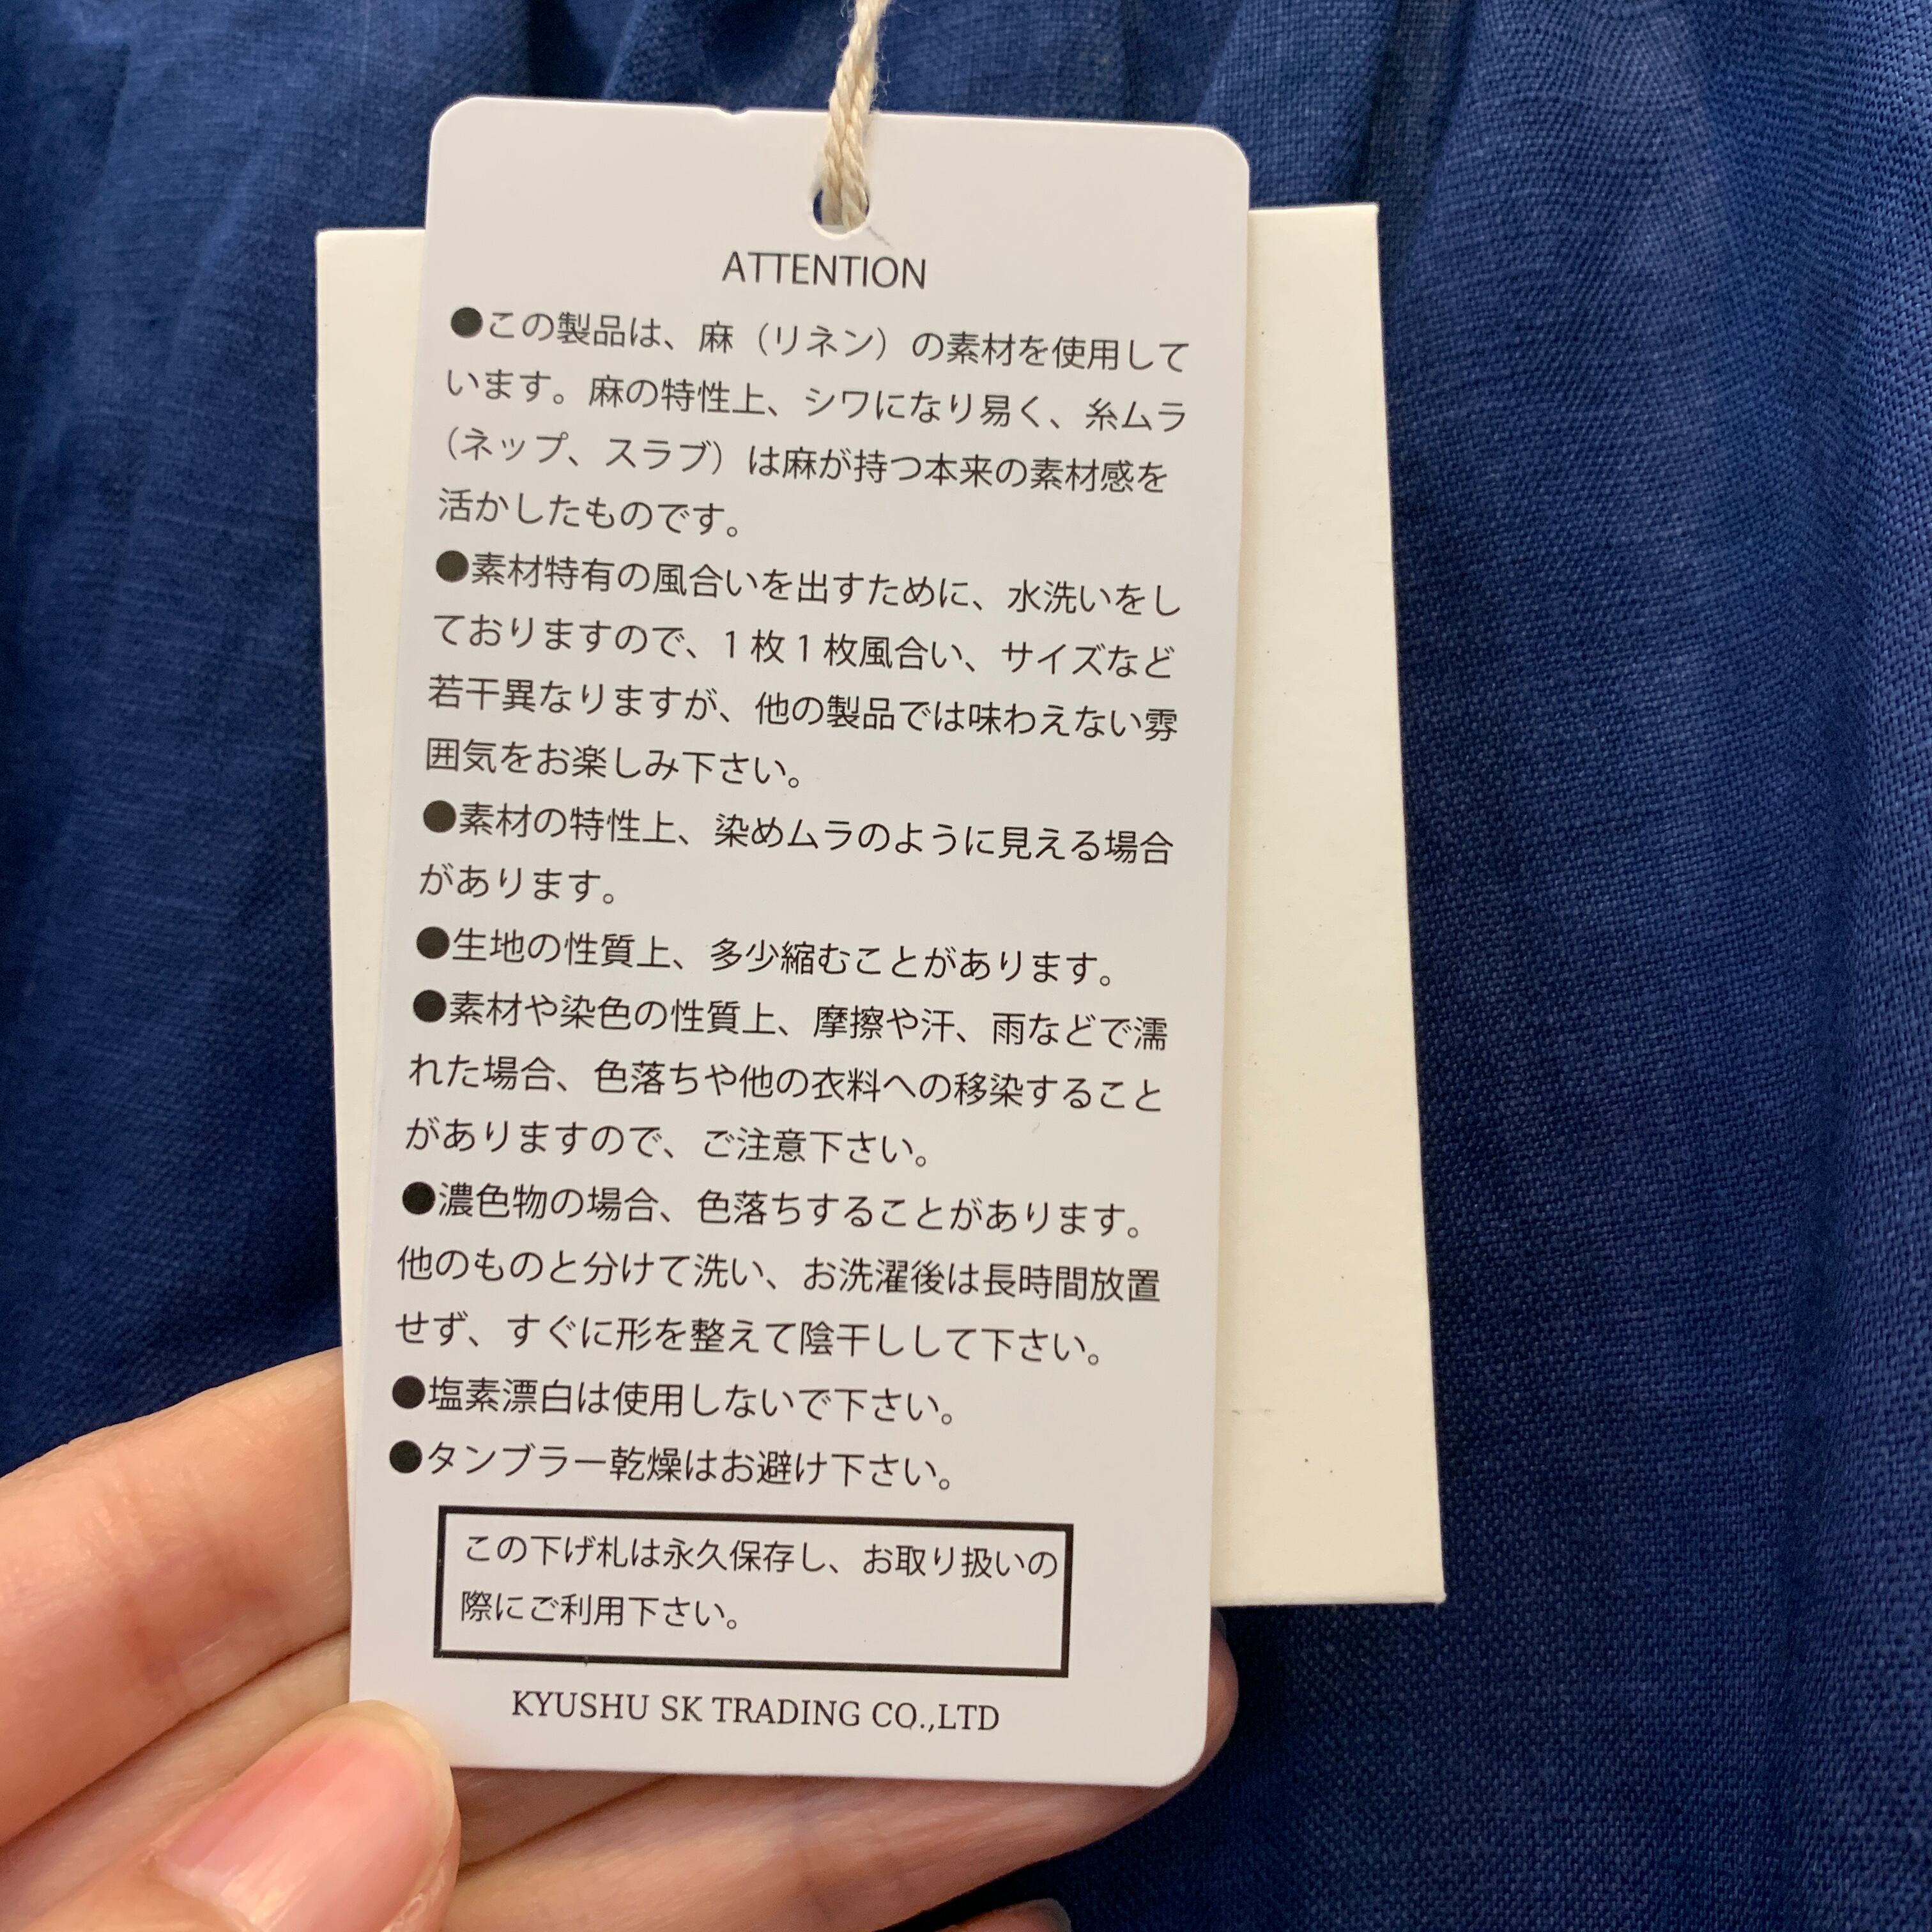 ATTENTION
●この製品は、麻（リネン）の素材を使用して
います。麻の特性上、シワになり易く、糸ムラ
（ネップ、スラブ）は麻が持つ本来の素材感を
活かしたものです。
●素材特有の風合いを出すために、水洗いをし
ておりますので、1枚1枚風合い、サイズなど
若干異なりますが、他の製品では味わえない雰
囲気をお楽しみ下さい。
●素材の特性上、染めムラのように見える場合
があります。
●生地の性質上、多少縮むことがあります。
●素材や染色の性質上、摩擦や汗、雨などで濡
れた場合、色落ちや他の衣料への移染すること
がありますので、ご注意下さい。
●濃色物の場合、色落ちすることがあります。
他のものと分けて洗い、お洗濯後は長時間放置
せず、すぐに形を整えて陰干しして下さい。
●塩素漂白は使用しないで下さい。
●タンブラー乾燥はお避け下さい。
この下げ札は永久保存し、お取り扱いの
際にご利用下さい。
KYUSHU SK TRADING CO.,LTD